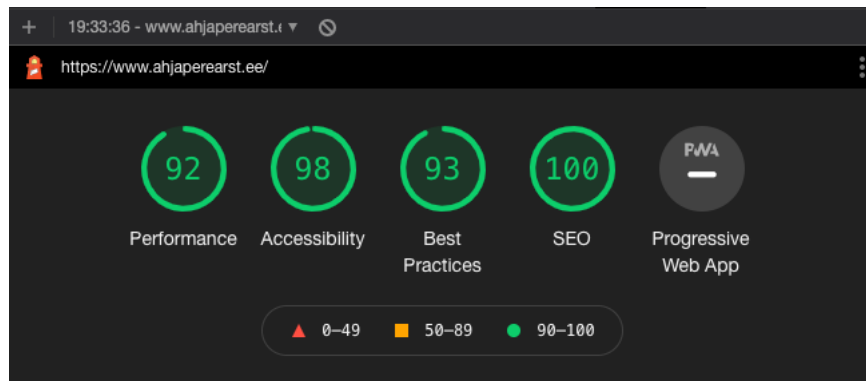 19:33:36 - www.ahjaperearst.
https://www.ahjaperearst.ee/
92 98 93 100 PWA
Performance Accessibility Best Practices SEO Progressive Web App
0–49 50–89 90–100